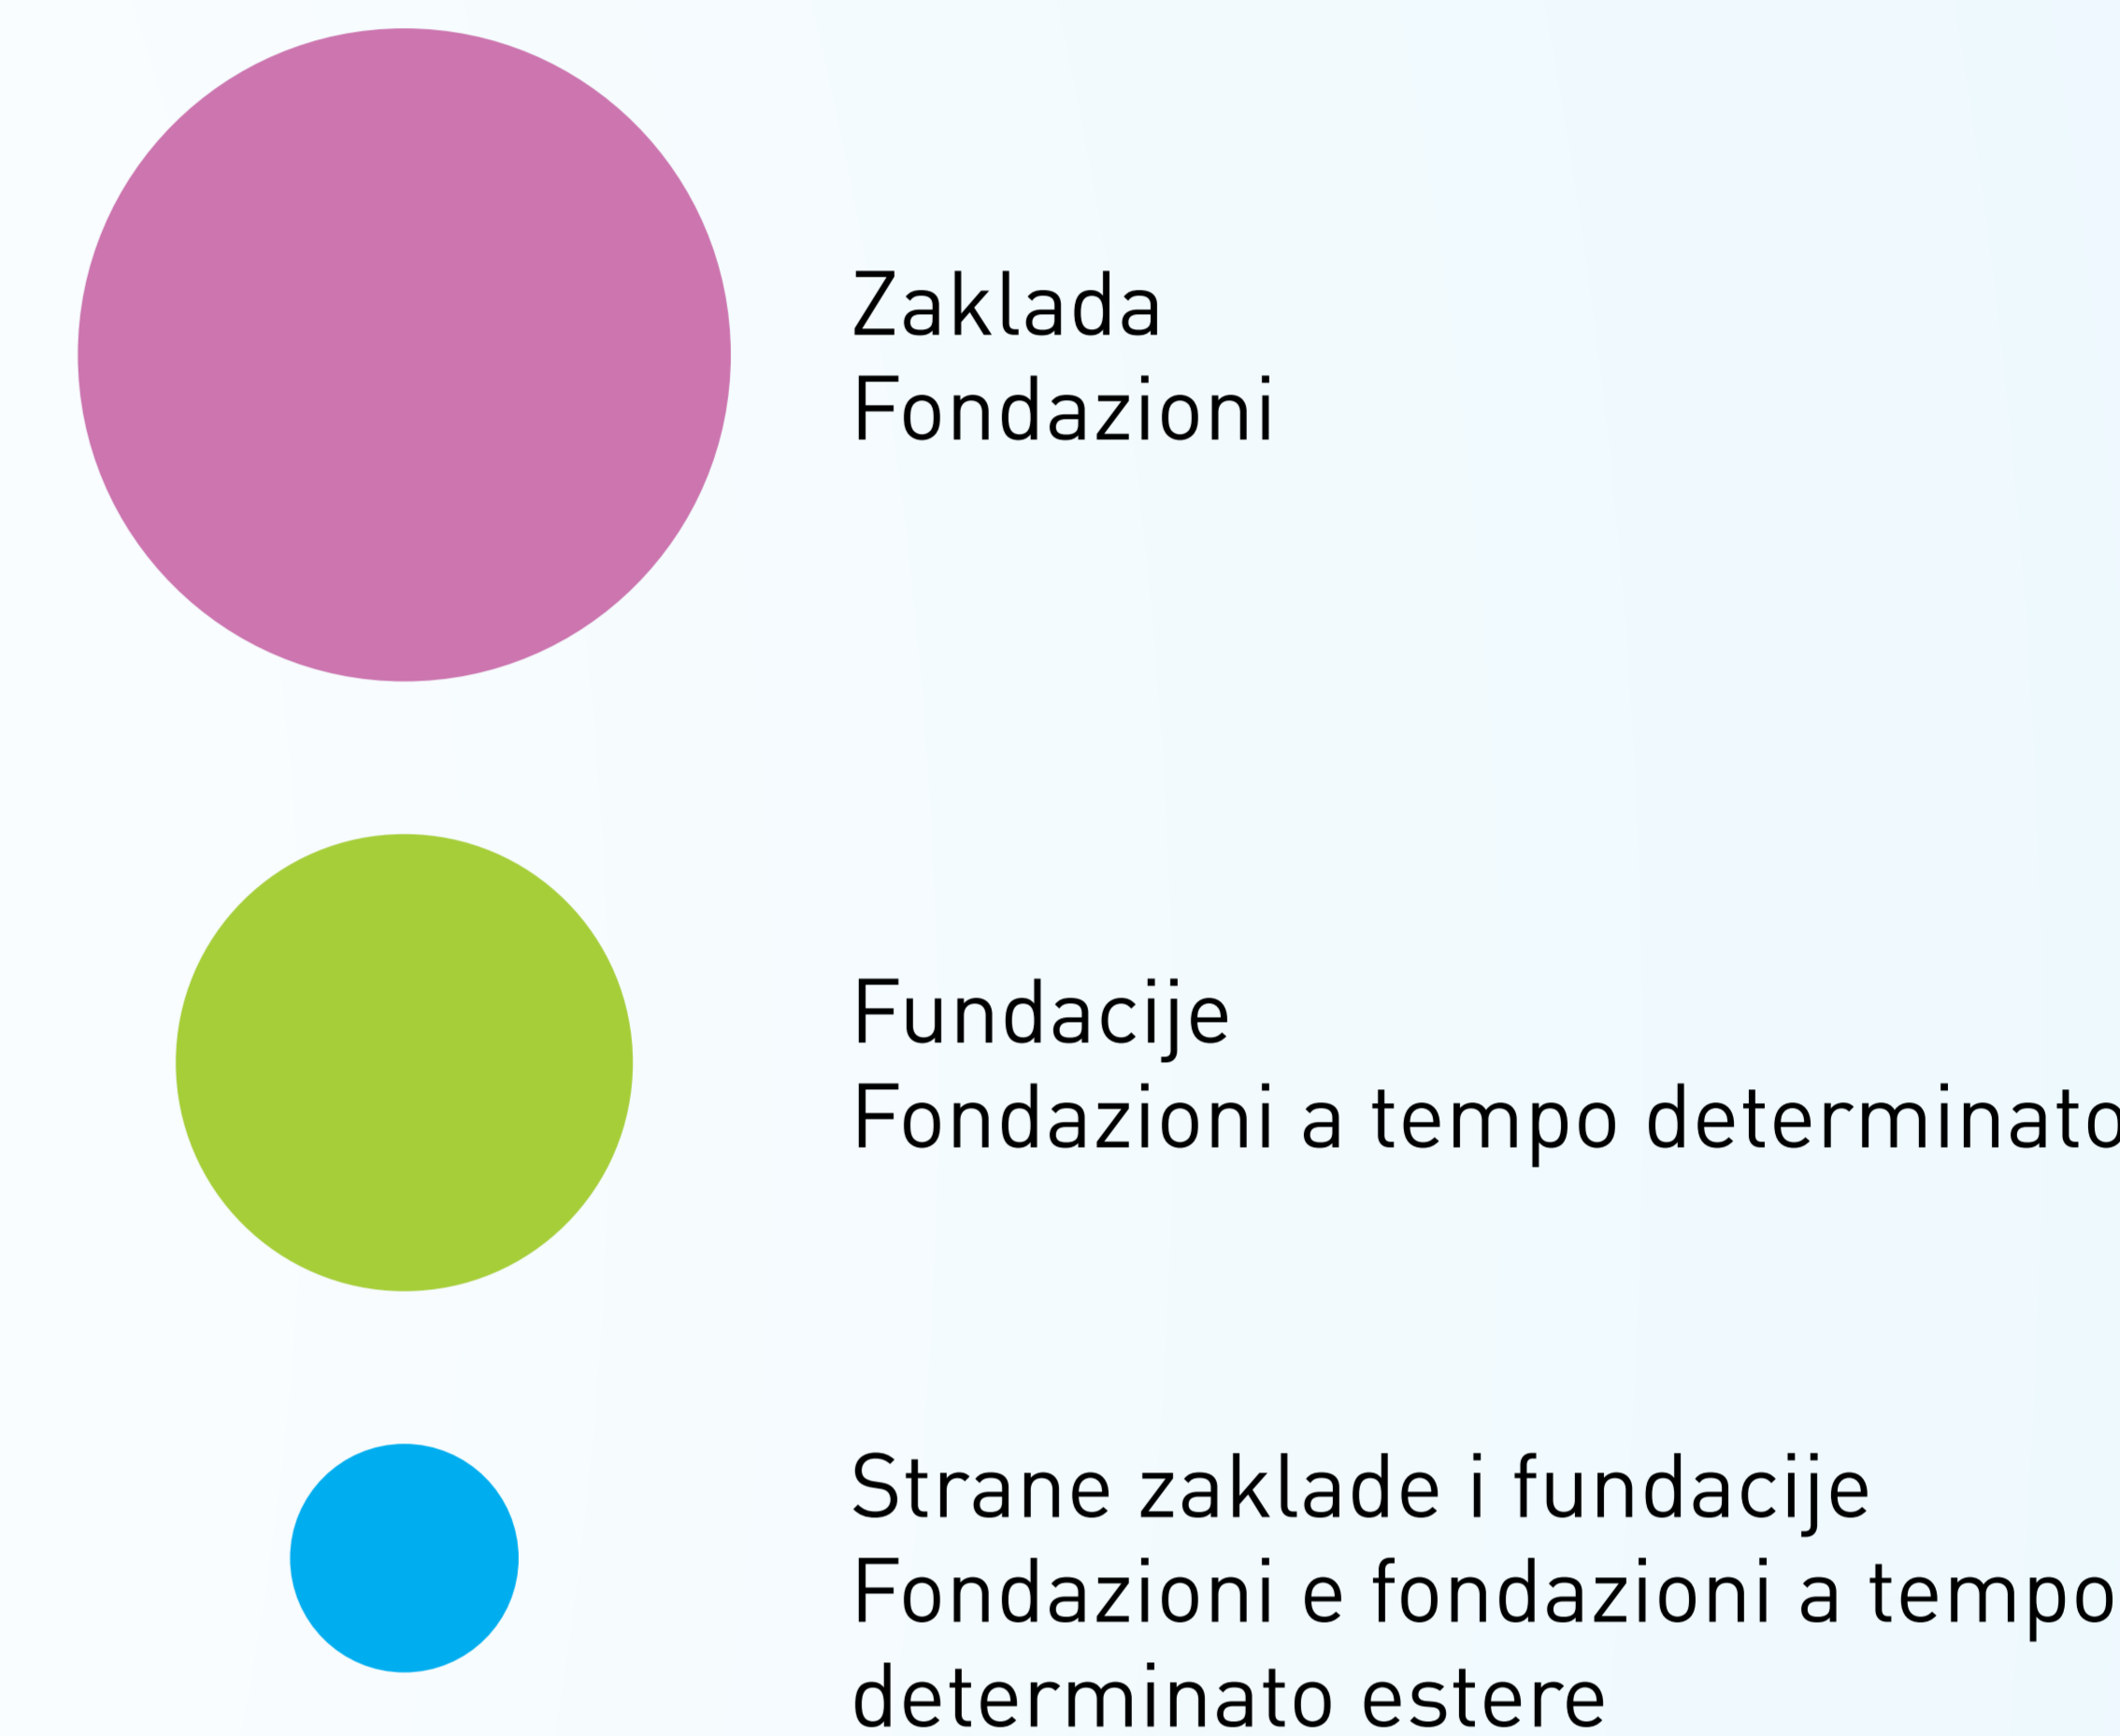 Zaklada
Fondazioni
Fundacije
Fondazioni a tempo determinato
Strane zaklade i fundacije
Fondazioni e fondazioni a tempo
determinato estere